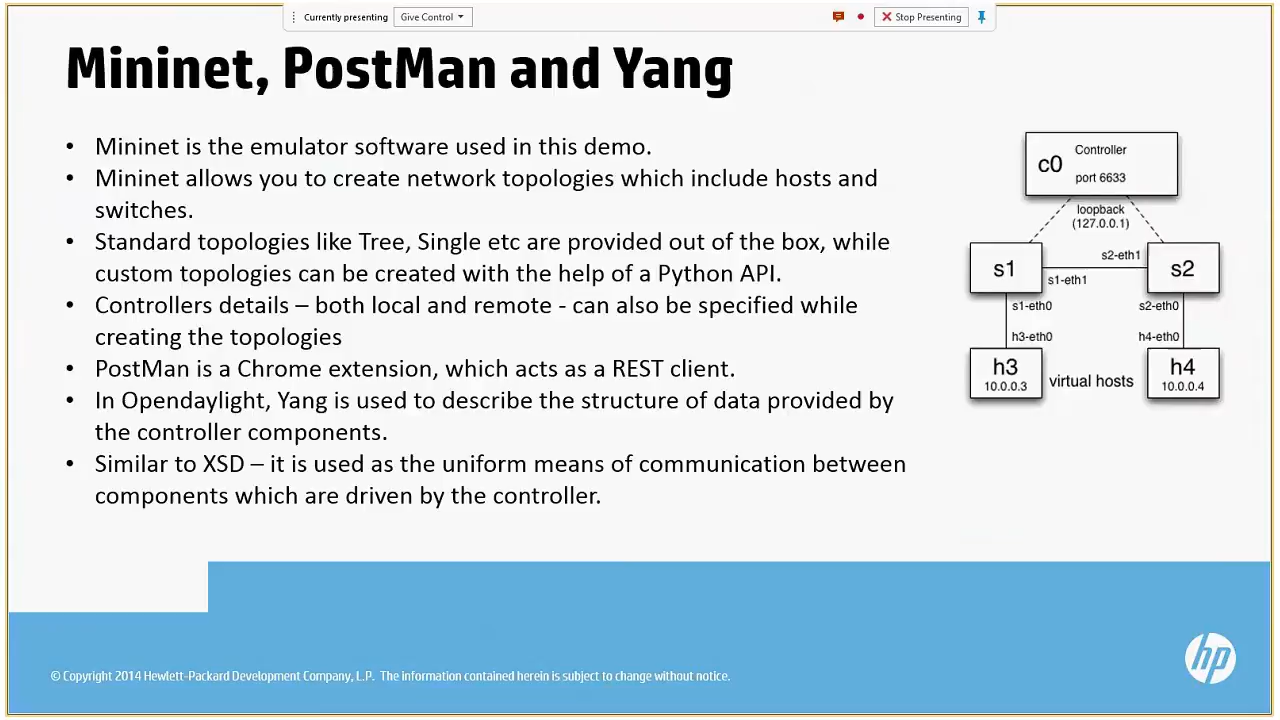 Currently presenting
Give Control
Stop Presenting
Mininet, PostMan and Yang
• Mininet is the emulator software used in this demo.
• Mininet allows you to create network topologies which include hosts and
switches.
• Standard topologies like Tree, Single etc are provided out of the box, while
custom topologies can be created with the help of a Python API.
• Controllers details – both local and remote - can also be specified while
creating the topologies
• PostMan is a Chrome extension, which acts as a REST client.
• In Opendaylight, Yang is used to describe the structure of data provided by
the controller components.
• Similar to XSD – it is used as the uniform means of communication between
components which are driven by the controller.
c0
Controller
port 6633
loopback
(127.0.0.1)
s1
s2-eth1
s1-eth1
s2
s1-eth0
s2-eth0
h3-eth0
h4-eth0
h3
10.0.0.3
virtual hosts
h4
10.0.0.4
© Copyright 2014 Hewlett-Packard Development Company, L.P. The information contained herein is subject to change without notice.
hp